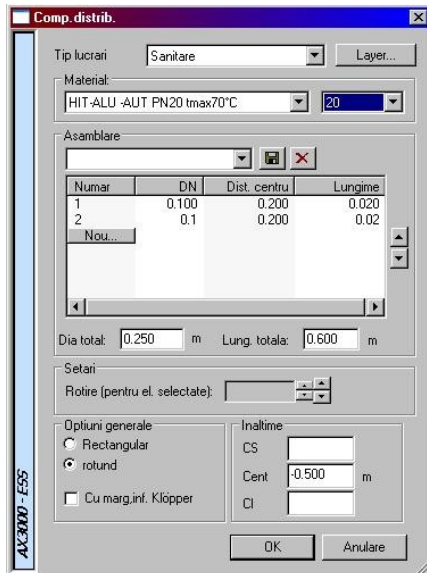 Comp.distrib.
Tip lucrari Sanitare Layer...
Material:
HIT-ALU -AUT PN20 tmax70°C 20
Asamblare
Numar DN Dist. centru Lungime
1 0.100 0.200 0.020
2 0.1 0.200 0.02
Nou...
Dia total: 0.250 m Lung. totala: 0.600 m
Setari
Rotire (pentru el. selectate):
Optiuni generale
Rectangular
rotund
Cu marg,inf. Klöpper
Inaltime
CS
Cent -0.500 m
CI
OK Anulare
AX3000 - ESS